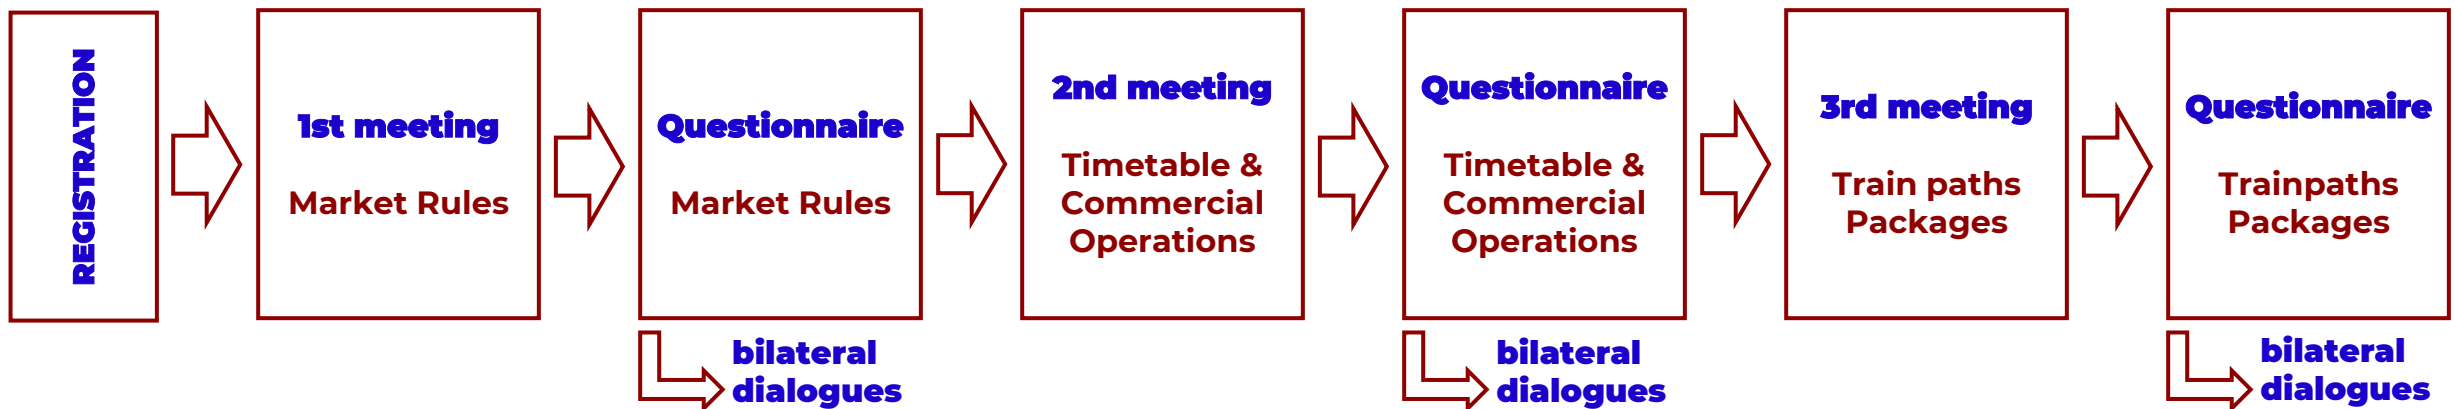 REGISTRATION
1st meeting
Market Rules
Questionnaire
Market Rules
bilateral
dialogues
2nd meeting
Timetable &
Commercial
Operations
Questionnaire
Timetable &
Commercial
Operations
bilateral
dialogues
3rd meeting
Train paths
Packages
Questionnaire
Trainpaths
Packages
bilateral
dialogues